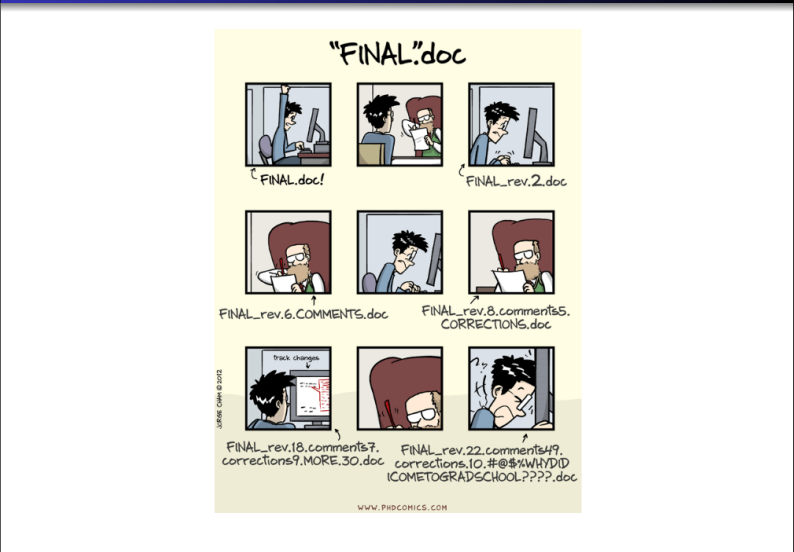 "FINAL".doc
FINAL.doc!
FINAL_rev.2.doc
FINAL_rev.6.COMMENTS.doc
FINAL_rev.8.comments5.
CORRECTIONS.doc
track changes
FINAL_rev.18.comments7.
corrections9.MORE.30.doc
FINAL_rev.22.comments49.
corrections.10.#@$%WHYDID
ICOMETOGRADSCHOOL????.doc
JORGE CHAM © 2012
WWW.PHDCOMICS.COM